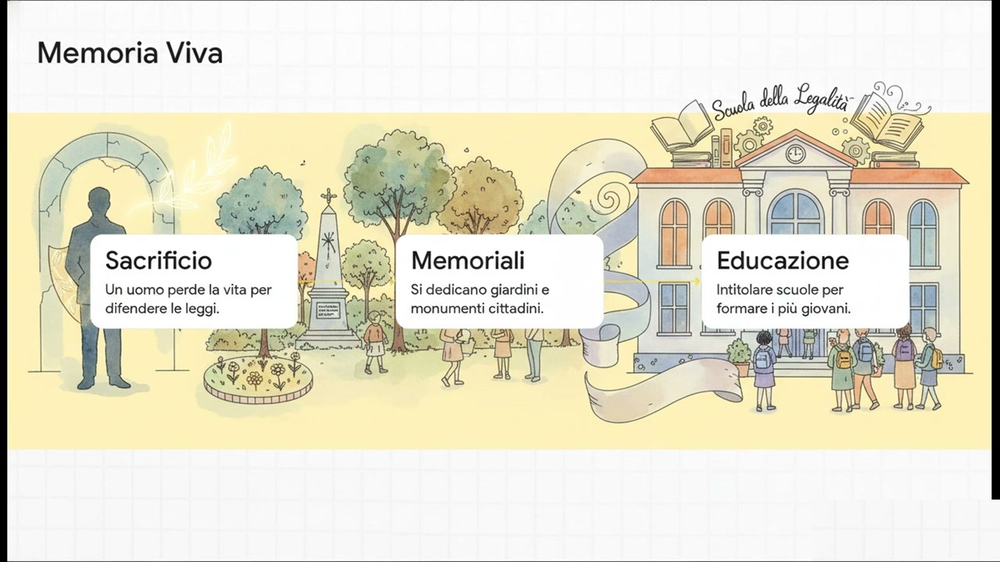 Memoria Viva
Scuola della Legalità
Sacrificio
Un uomo perde la vita per
difendere le leggi.
Memoriali
Si dedicano giardini e
monumenti cittadini.
Educazione
Intitolare scuole per
formare i più giovani.